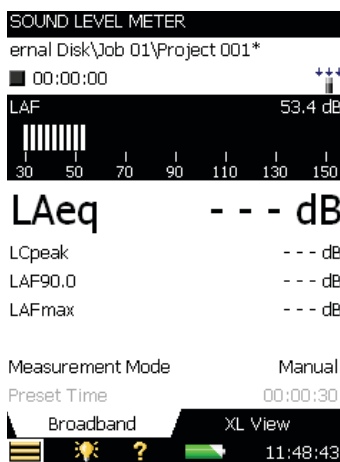 SOUND LEVEL METER
ernal Disk\Job 01\Project 001*
00:00:00
LAF 53.4 dB
30 50 70 90 110 130 150
LAeq - - - dB
LCpeak - - - dB
LAF90.0 - - - dB
LAFmax - - - dB
Measurement Mode Manual
Preset Time 00:00:30
Broadband XL View
? 11:48:43